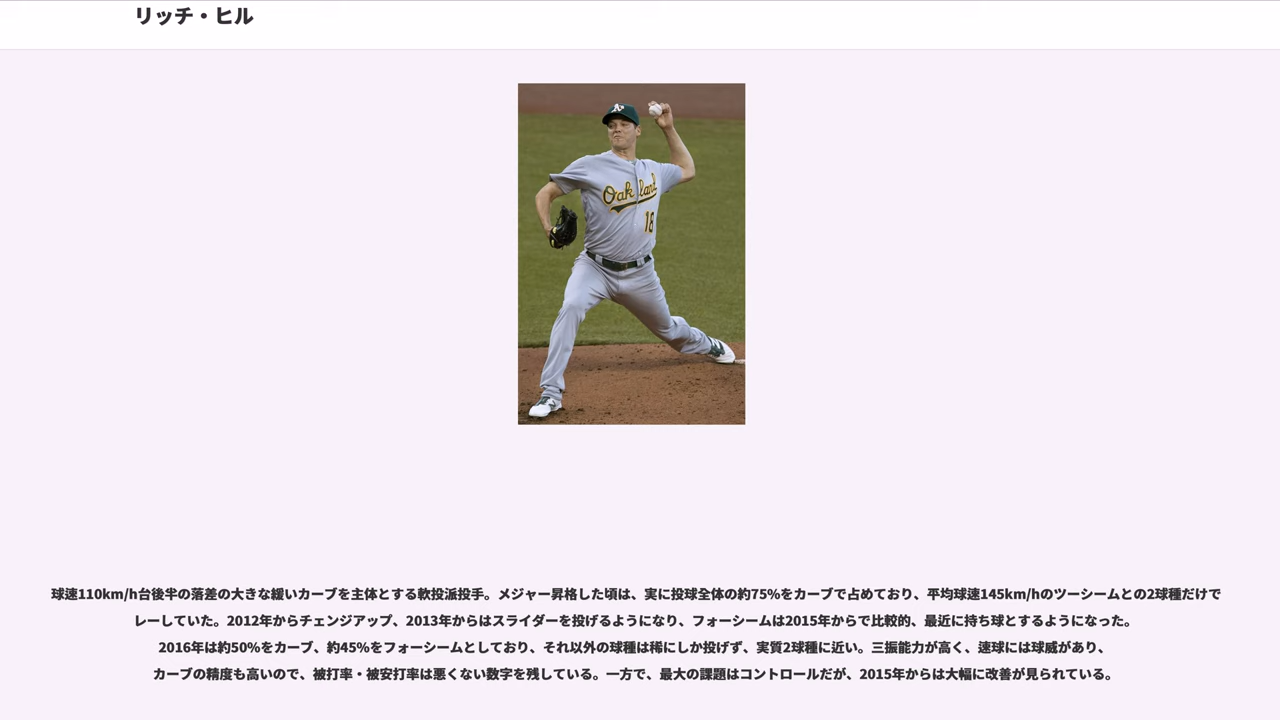 リッチ・ヒル
A's
Oakland
18
球速110km/h台後半の落差の大きな緩いカーブを主体とする軟投派投手。メジャー昇格した頃は、実に投球全体の約75%をカーブで占めており、平均球速145km/hのツーシームとの2球種だけで
レーしていた。2012年からチェンジアップ、2013年からはスライダーを投げるようになり、フォーシームは2015年からで比較的、最近に持ち球とするようになった。
2016年は約50%をカーブ、約45%をフォーシームとしており、それ以外の球種は稀にしか投げず、実質2球種に近い。三振能力が高く、速球には球威があり、
カーブの精度も高いので、被打率・被安打率は悪くない数字を残している。一方で、最大の課題はコントロールだが、2015年からは大幅に改善が見られている。